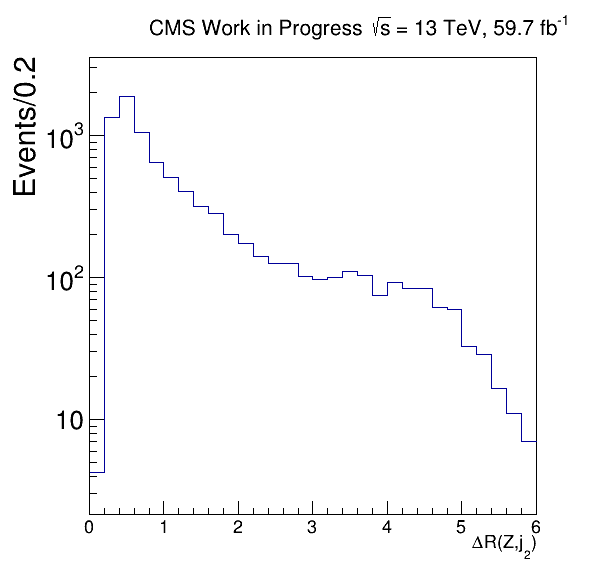 CMS Work in Progress √s = 13 TeV, 59.7 fb⁻¹
Events/0.2
10³
10²
10
0 1 2 3 4 5 6
ΔR(Z,j₂)